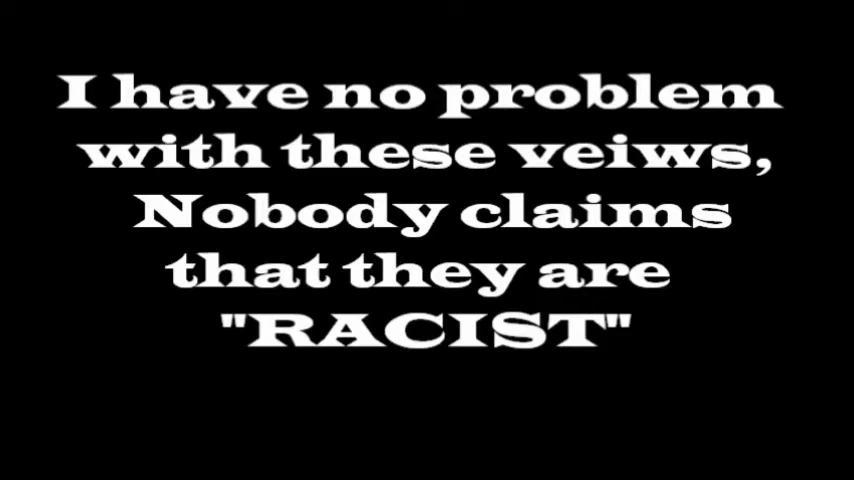 I have no problem
with these veiws,
Nobody claims
that they are
"RACIST"